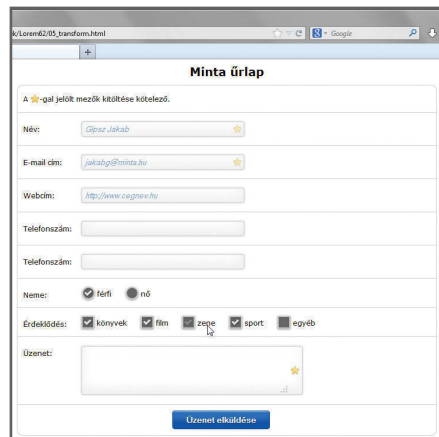 k/Lorem62/05_transform.html
Google
Minta űrlap
A -gal jelölt mezők kitöltése kötelező.
Név:
Gipsz Jakab
E-mail cím:
jakabg@minta.hu
Webcím:
http://www.cegnev.hu
Telefonszám:
Telefonszám:
Neme: férfi nő
Érdeklődés: könyvek film zene sport egyéb
Üzenet:
Üzenet elküldése